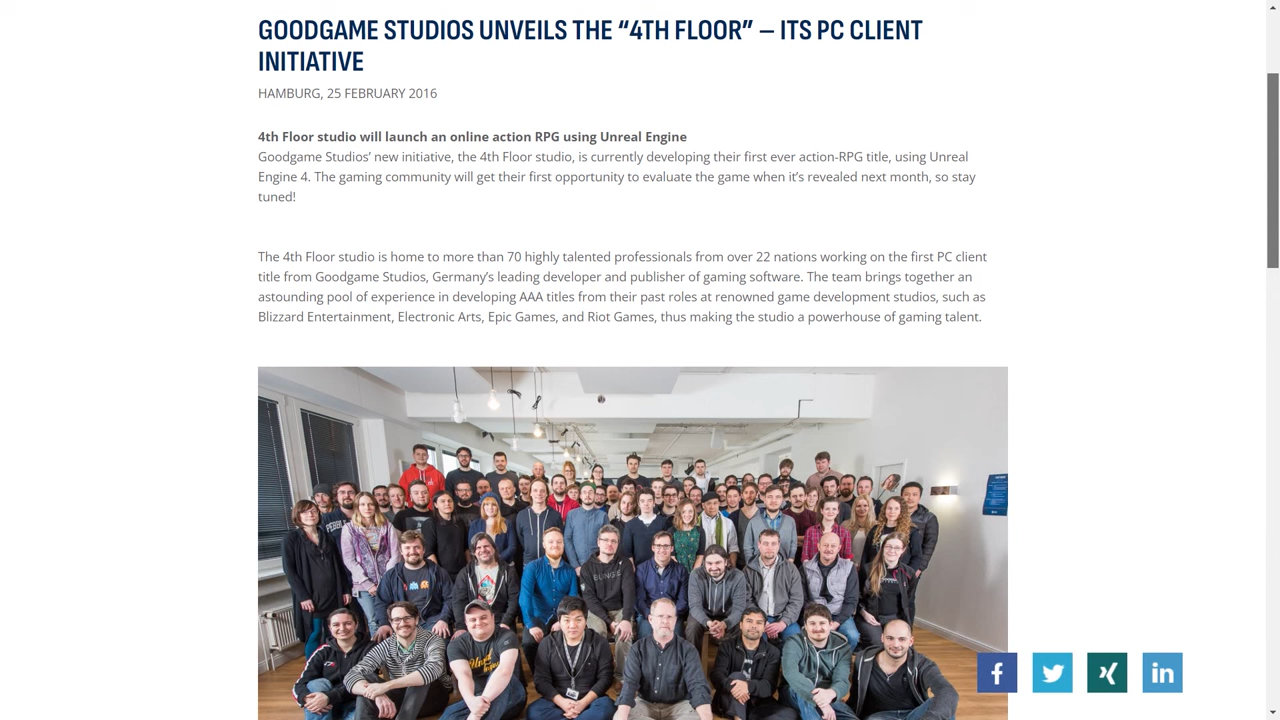 GOODGAME STUDIOS UNVEILS THE “4TH FLOOR” – ITS PC CLIENT
INITIATIVE
HAMBURG, 25 FEBRUARY 2016
4th Floor studio will launch an online action RPG using Unreal Engine
Goodgame Studios’ new initiative, the 4th Floor studio, is currently developing their first ever action-RPG title, using Unreal
Engine 4. The gaming community will get their first opportunity to evaluate the game when it’s revealed next month, so stay
tuned!
The 4th Floor studio is home to more than 70 highly talented professionals from over 22 nations working on the first PC client
title from Goodgame Studios, Germany’s leading developer and publisher of gaming software. The team brings together an
astounding pool of experience in developing AAA titles from their past roles at renowned game development studios, such as
Blizzard Entertainment, Electronic Arts, Epic Games, and Riot Games, thus making the studio a powerhouse of gaming talent.